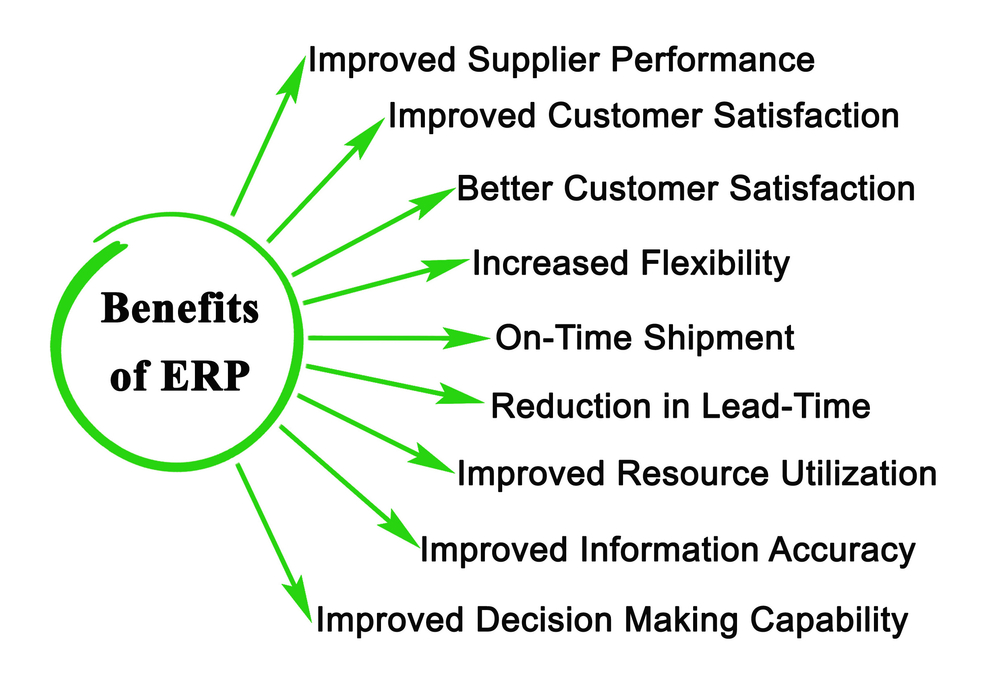 Benefits
of ERP
Improved Supplier Performance
Improved Customer Satisfaction
Better Customer Satisfaction
Increased Flexibility
On-Time Shipment
Reduction in Lead-Time
Improved Resource Utilization
Improved Information Accuracy
Improved Decision Making Capability